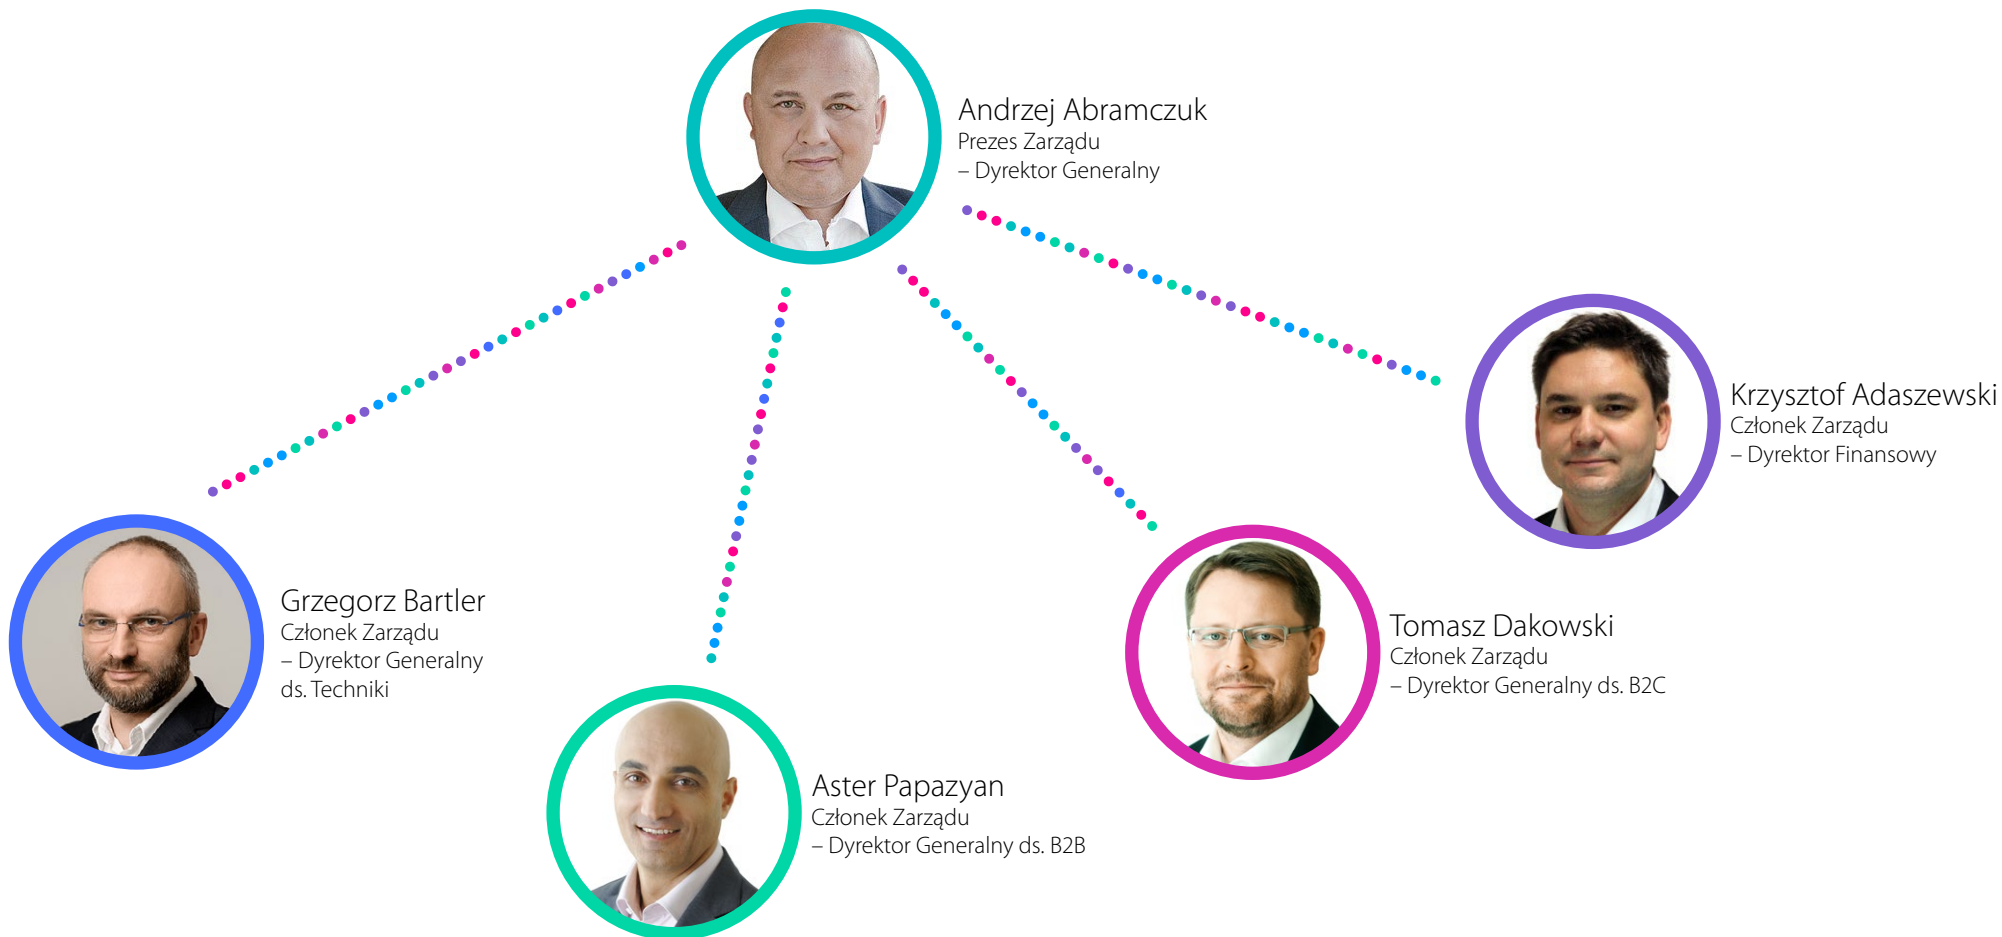 Andrzej Abramczuk
Prezes Zarządu
– Dyrektor Generalny
Krzysztof Adaszewski
Członek Zarządu
– Dyrektor Finansowy
Grzegorz Bartler
Członek Zarządu
– Dyrektor Generalny
ds. Techniki
Tomasz Dakowski
Członek Zarządu
– Dyrektor Generalny ds. B2C
Aster Papazyan
Członek Zarządu
– Dyrektor Generalny ds. B2B